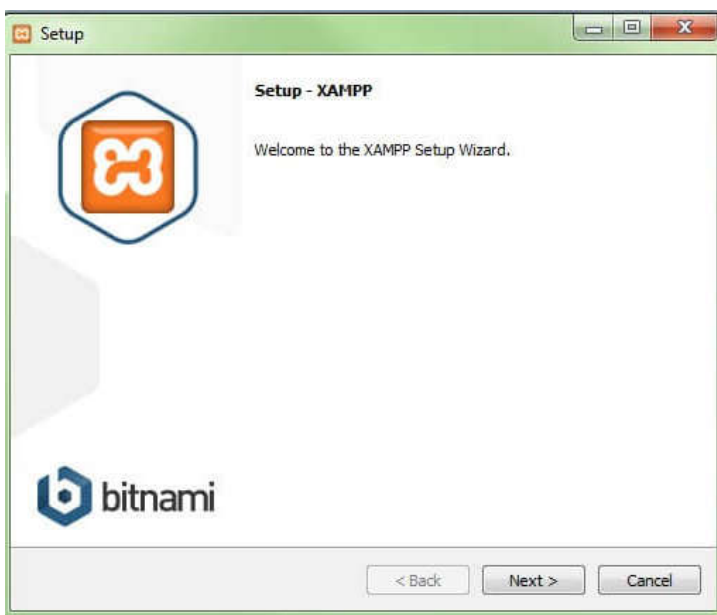 Setup
Setup - XAMPP
Welcome to the XAMPP Setup Wizard.
bitnami
< Back
Next >
Cancel